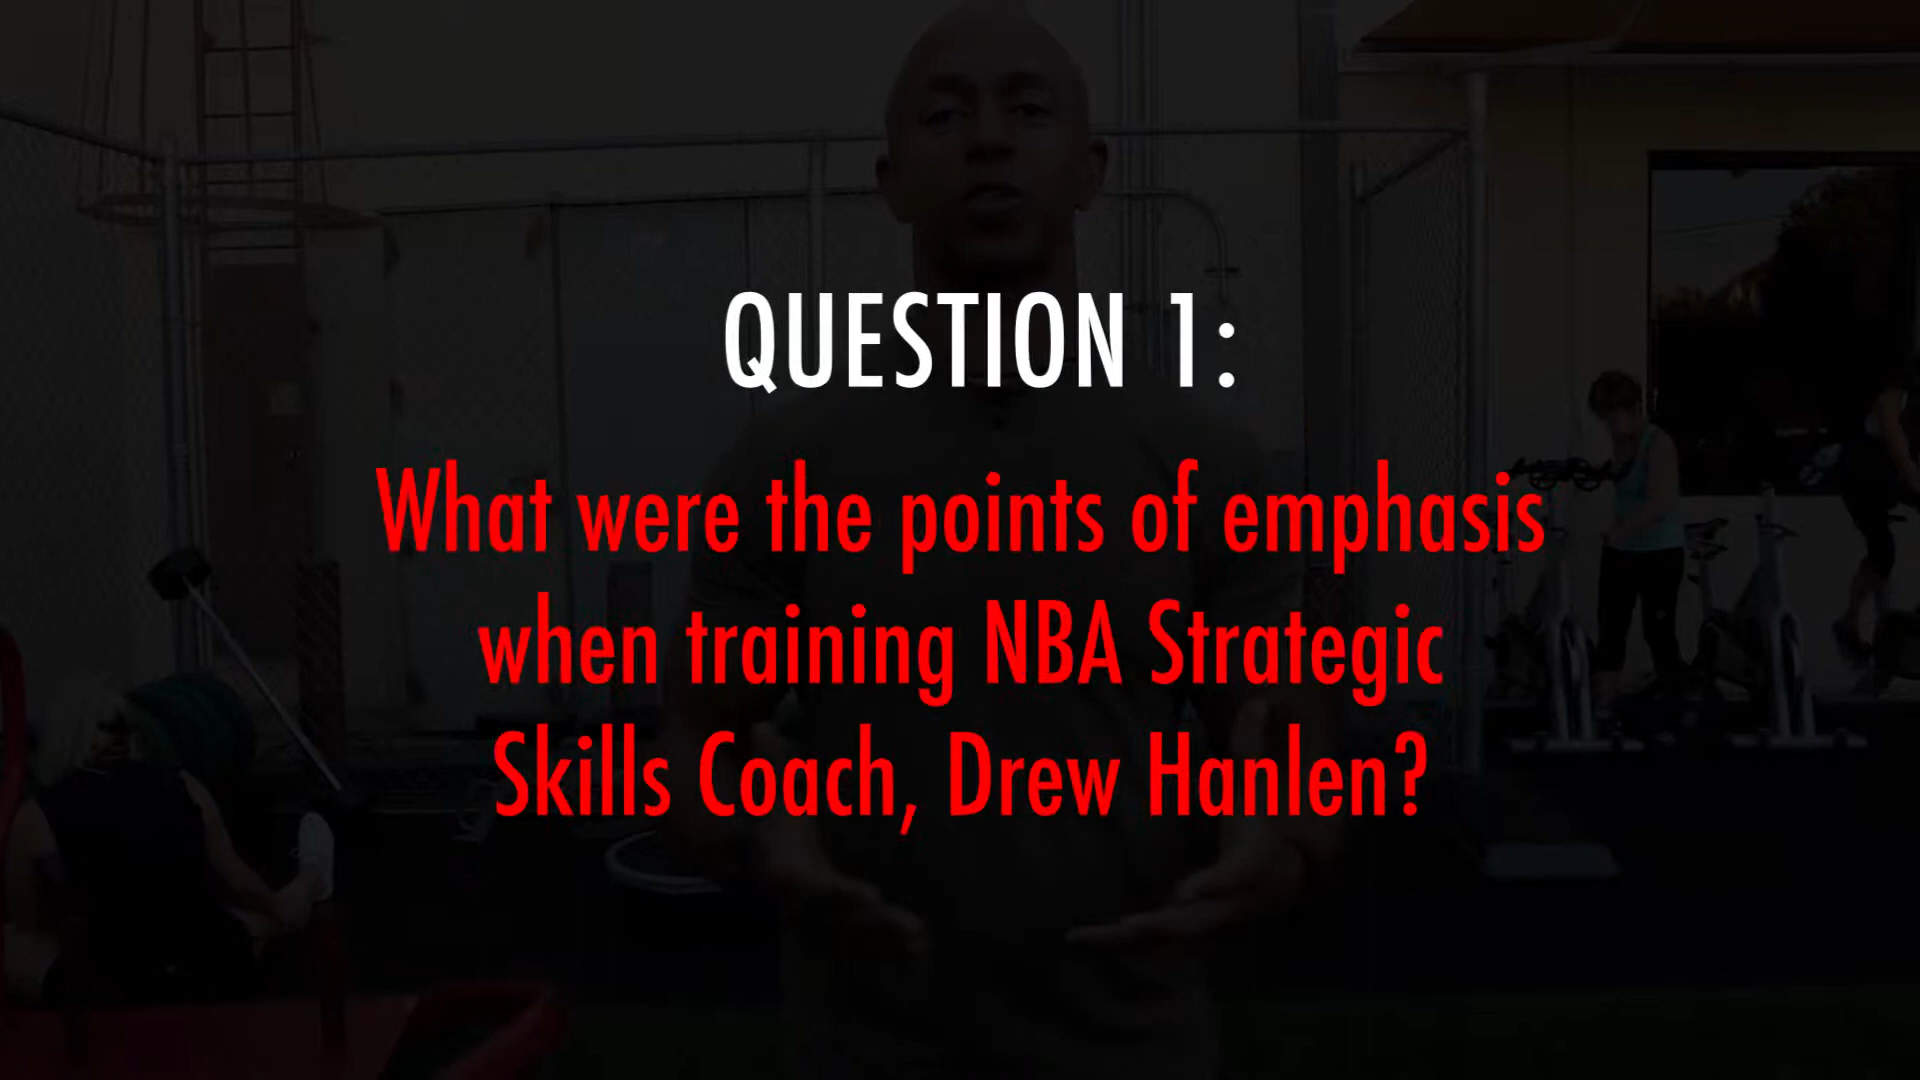 QUESTION 1:
What were the points of emphasis
when training NBA Strategic
Skills Coach, Drew Hanlen?